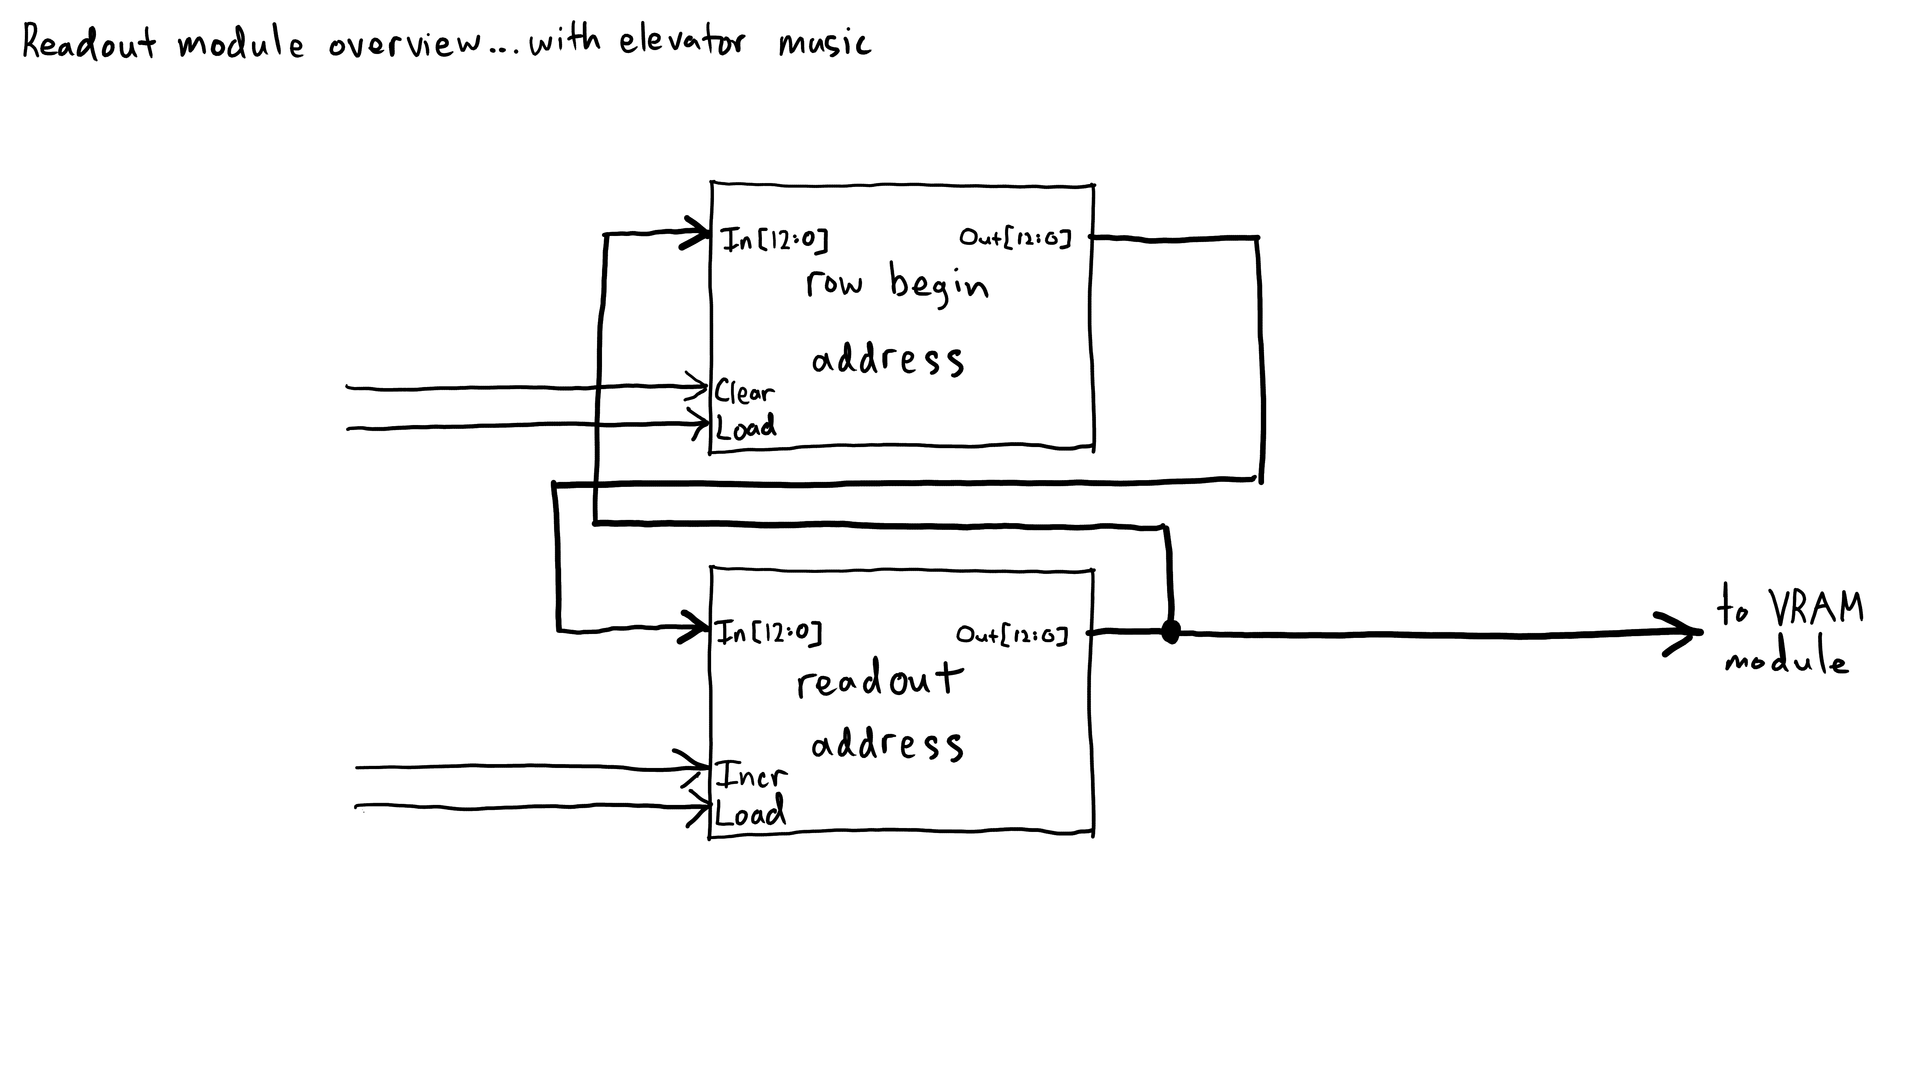 Readout module overview...with elevator music
In[12:0] Out[12:0]
row begin
address
Clear
Load
In[12:0] Out[12:0]
readout
address
Incr
Load
to VRAM
module